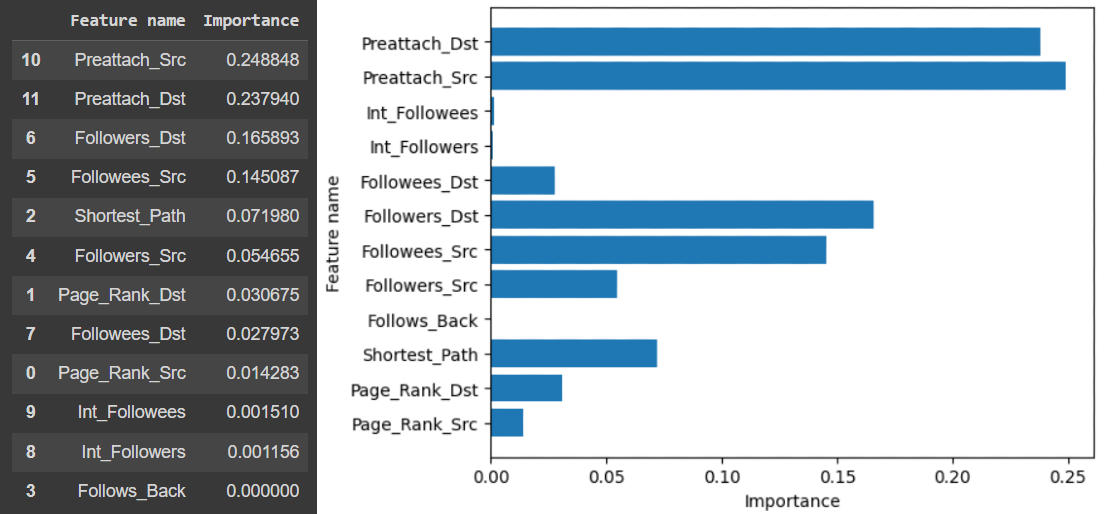 Feature name Importance
10 Preattach_Src 0.248848
11 Preattach_Dst 0.237940
6 Followers_Dst 0.165893
5 Followees_Src 0.145087
2 Shortest_Path 0.071980
4 Followers_Src 0.054655
1 Page_Rank_Dst 0.030675
7 Followees_Dst 0.027973
0 Page_Rank_Src 0.014283
9 Int_Followees 0.001510
8 Int_Followers 0.001156
3 Follows_Back 0.000000
Feature name
Preattach_Dst
Preattach_Src
Int_Followees
Int_Followers
Followees_Dst
Followers_Dst
Followees_Src
Followers_Src
Follows_Back
Shortest_Path
Page_Rank_Dst
Page_Rank_Src
0.00 0.05 0.10 0.15 0.20 0.25
Importance